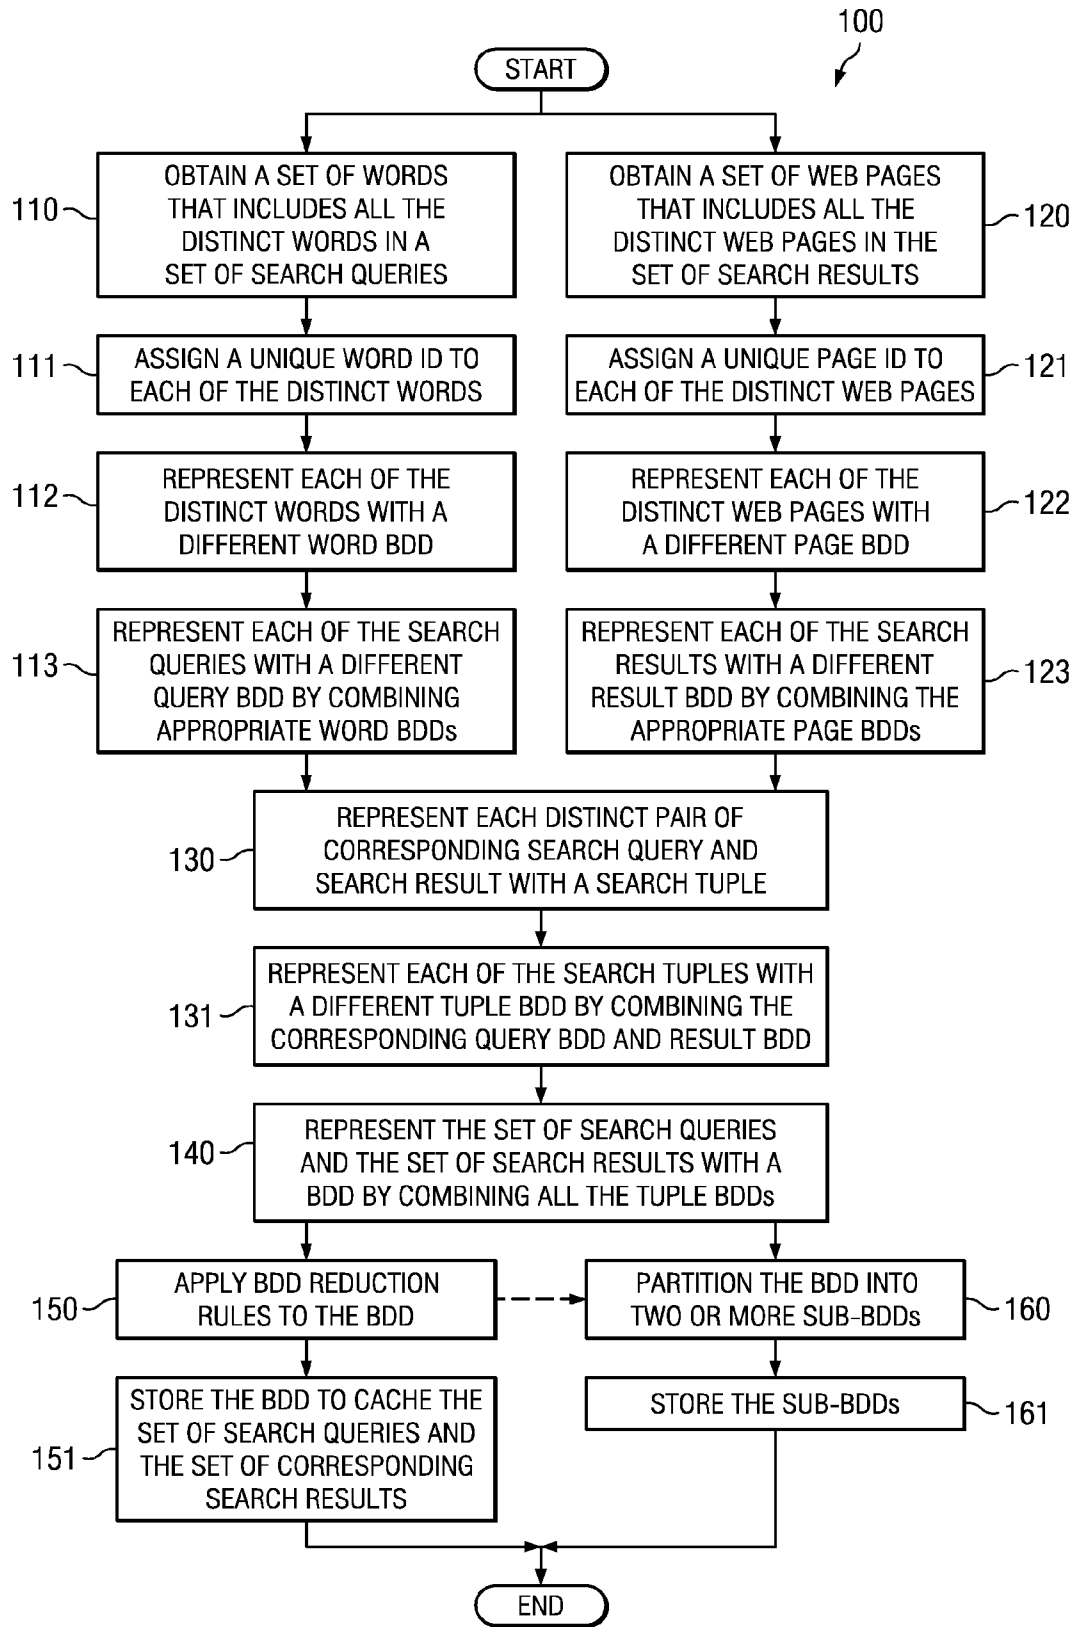 100
START
OBTAIN A SET OF WORDS
THAT INCLUDES ALL THE
DISTINCT WORDS IN A
SET OF SEARCH QUERIES
110
OBTAIN A SET OF WEB PAGES
THAT INCLUDES ALL THE
DISTINCT WEB PAGES IN THE
SET OF SEARCH RESULTS
120
ASSIGN A UNIQUE WORD ID TO
EACH OF THE DISTINCT WORDS
111
ASSIGN A UNIQUE PAGE ID TO
EACH OF THE DISTINCT WEB PAGES
121
REPRESENT EACH OF THE
DISTINCT WORDS WITH A
DIFFERENT WORD BDD
112
REPRESENT EACH OF THE
DISTINCT WEB PAGES WITH
A DIFFERENT PAGE BDD
122
REPRESENT EACH OF THE SEARCH
QUERIES WITH A DIFFERENT
QUERY BDD BY COMBINING
APPROPRIATE WORD BDDs
113
REPRESENT EACH OF THE SEARCH
RESULTS WITH A DIFFERENT
RESULT BDD BY COMBINING THE
APPROPRIATE PAGE BDDs
123
REPRESENT EACH DISTINCT PAIR OF
CORRESPONDING SEARCH QUERY AND
SEARCH RESULT WITH A SEARCH TUPLE
130
REPRESENT EACH OF THE SEARCH TUPLES WITH
A DIFFERENT TUPLE BDD BY COMBINING THE
CORRESPONDING QUERY BDD AND RESULT BDD
131
REPRESENT THE SET OF SEARCH QUERIES
AND THE SET OF SEARCH RESULTS WITH A
BDD BY COMBINING ALL THE TUPLE BDDs
140
APPLY BDD REDUCTION
RULES TO THE BDD
150
PARTITION THE BDD INTO
TWO OR MORE SUB-BDDs
160
STORE THE BDD TO CACHE THE
SET OF SEARCH QUERIES AND
THE SET OF CORRESPONDING
SEARCH RESULTS
151
STORE THE SUB-BDDs
161
END